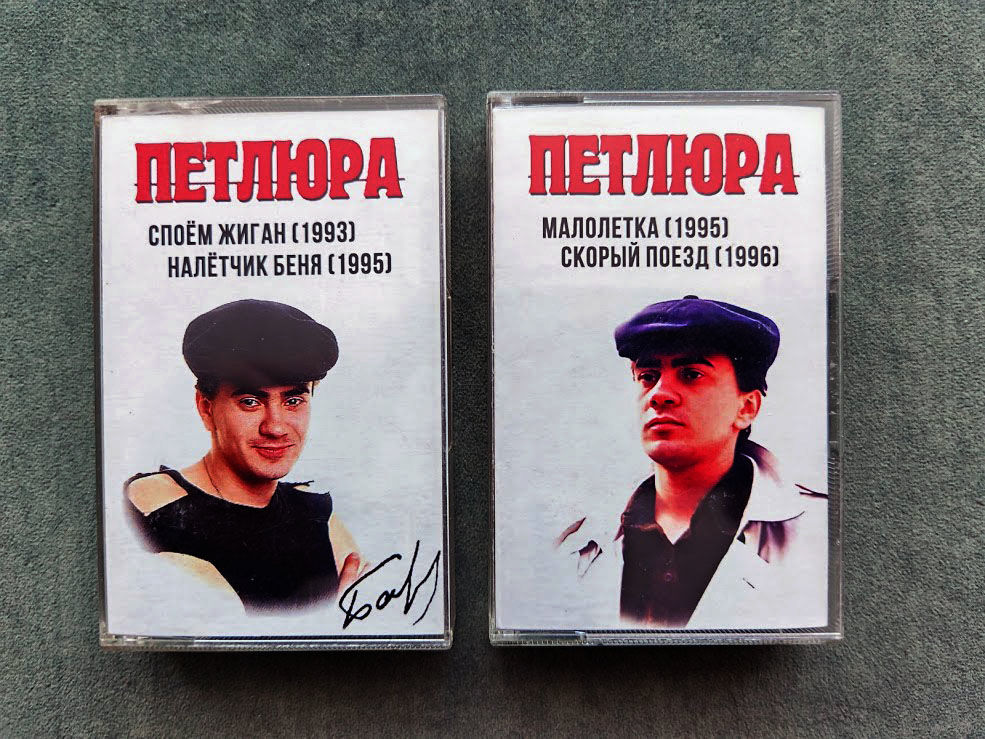 ПЕТЛЮРА
СПОЁМ ЖИГАН (1993)
НАЛЁТЧИК БЕНЯ (1995)
ПЕТЛЮРА
МАЛОЛЕТКА (1995)
СКОРЫЙ ПОЕЗД (1996)